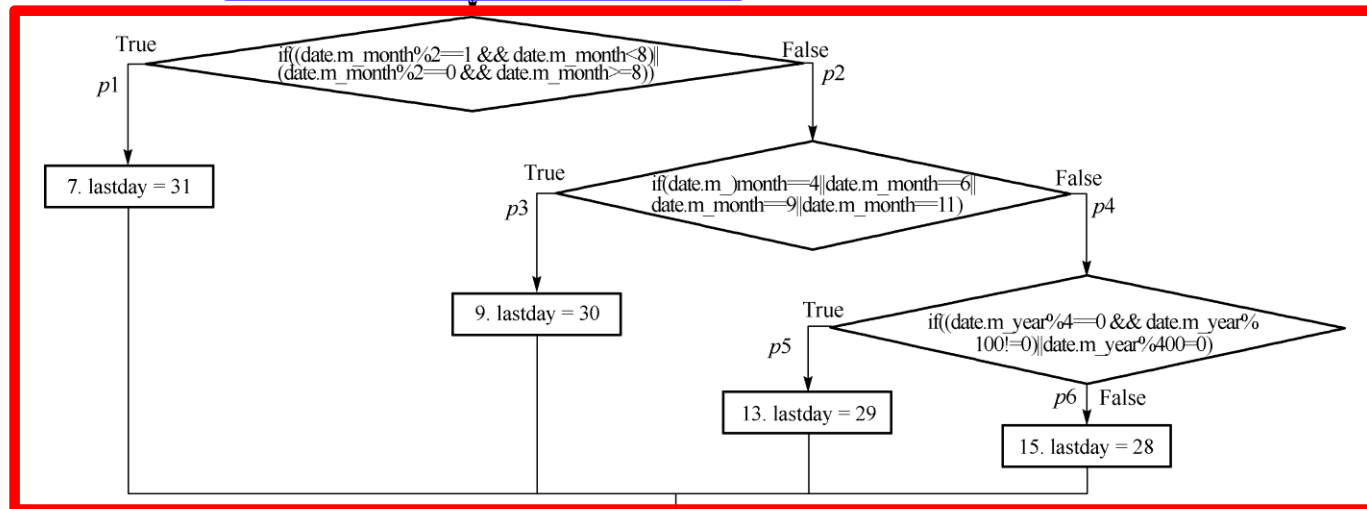 True
if((date.m_month%2==1 && date.m_month<8)||
(date.m_month%2==0 && date.m_month>=8))
False
p1
p2
7. lastday = 31
True
if(date.m_)month==4||date.m_month==6||
date.m_month==9||date.m_month==11)
False
p3
p4
9. lastday = 30
True
if((date.m_year%4==0 && date.m_year%
100!=0)||date.m_year%400=0)
p5
p6
False
13. lastday = 29
15. lastday = 28